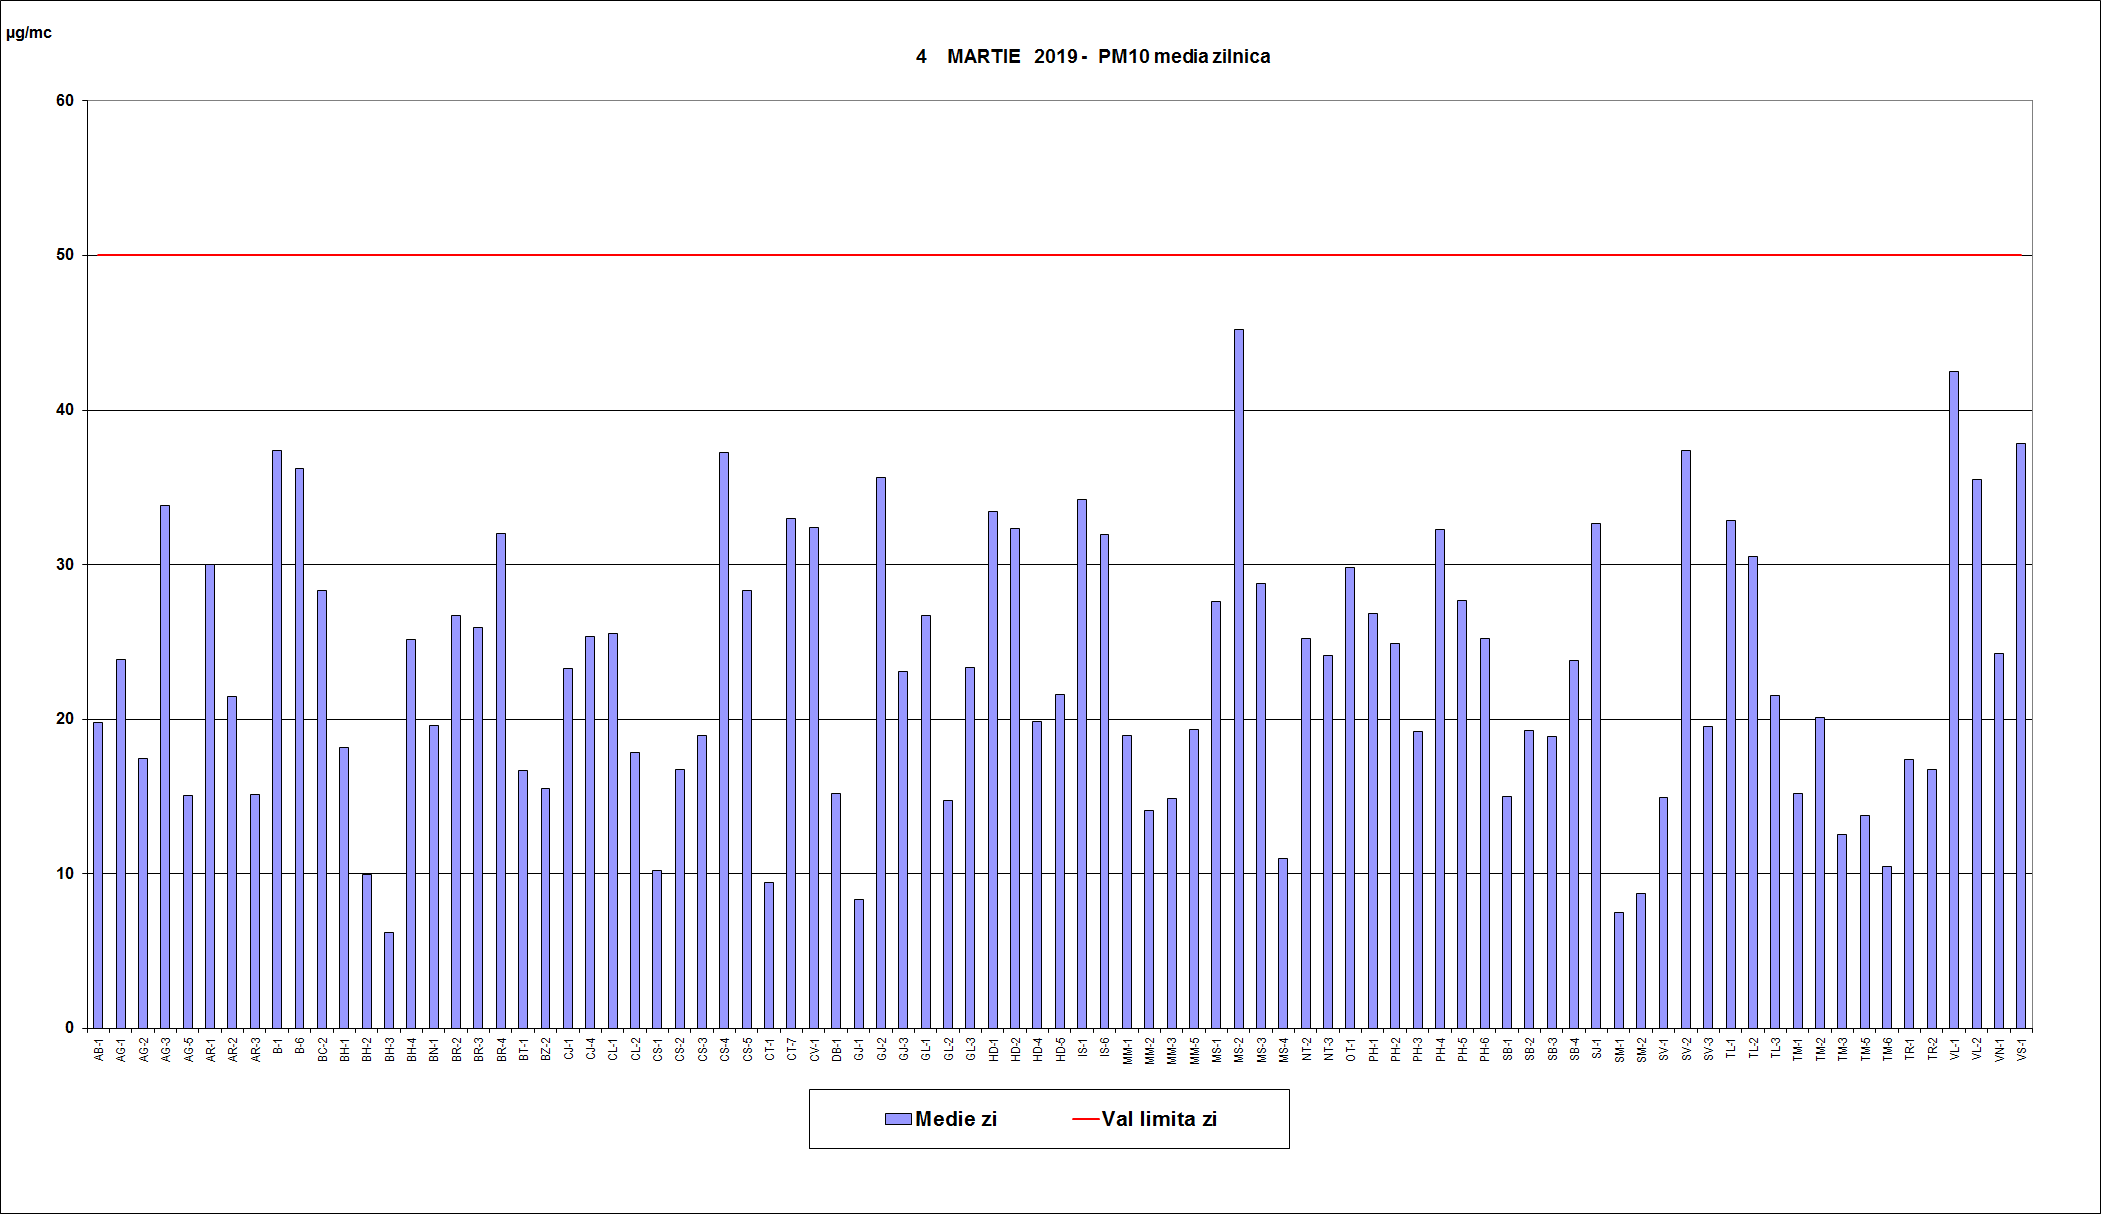 µg/mc
4 MARTIE 2019 - PM10 media zilnica
60
50
40
30
20
10
0
AB-1 AG-1 AG-2 AG-3 AG-5 AR-1 AR-2 AR-3 B-1 B-6 BC-2 BH-1 BH-2 BH-3 BH-4 BN-1 BR-2 BR-3 BR-4 BT-1 BZ-2 CJ-1 CJ-4 CL-1 CL-2 CS-1 CS-2 CS-3 CS-4 CS-5 CT-1 CT-7 CV-1 DB-1 GJ-1 GJ-2 GJ-3 GL-1 GL-2 GL-3 HD-1 HD-2 HD-4 HD-5 IS-1 IS-6 MM-1 MM-2 MM-3 MM-5 MS-1 MS-2 MS-3 MS-4 NT-2 NT-3 OT-1 PH-1 PH-2 PH-3 PH-4 PH-5 PH-6 SB-1 SB-2 SB-3 SB-4 SJ-1 SM-1 SM-2 SV-1 SV-2 SV-3 TL-1 TL-2 TL-3 TM-1 TM-2 TM-3 TM-5 TM-6 TR-1 TR-2 VL-1 VL-2 VN-1 VS-1
Medie zi Val limita zi